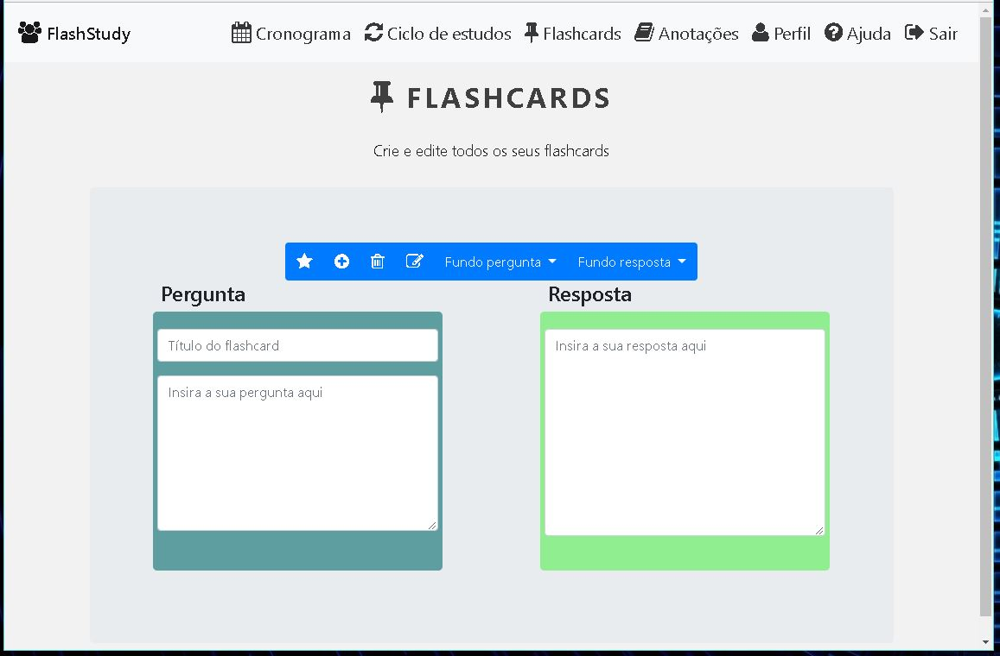 FlashStudy Cronograma Ciclo de estudos Flashcards Anotações Perfil Ajuda Sair
FLASHCARDS
Crie e edite todos os seus flashcards
Fundo pergunta Fundo resposta
Pergunta
Resposta
Título do flashcard
Insira a sua resposta aqui
Insira a sua pergunta aqui